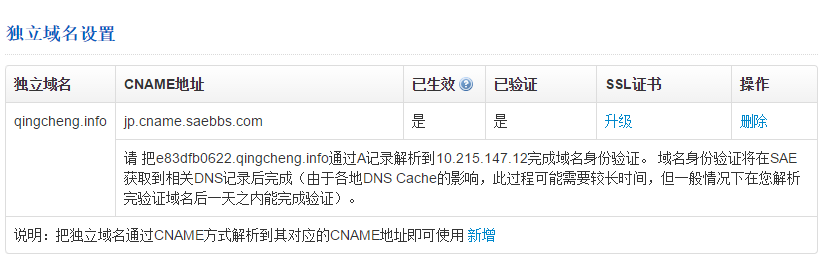 独立域名设置
独立域名 CNAME地址 已生效 已验证 SSL证书 操作
qingcheng.info jp.cname.saebbs.com 是 是 升级 删除
请 把e83dfb0622.qingcheng.info通过A记录解析到10.215.147.12完成域名身份验证。 域名身份验证将在SAE
获取到相关DNS记录后完成（由于各地DNS Cache的影响，此过程可能需要较长时间，但一般情况下在您解析
完验证域名后一天之内能完成验证）。
说明：把独立域名通过CNAME方式解析到其对应的CNAME地址即可使用 新增